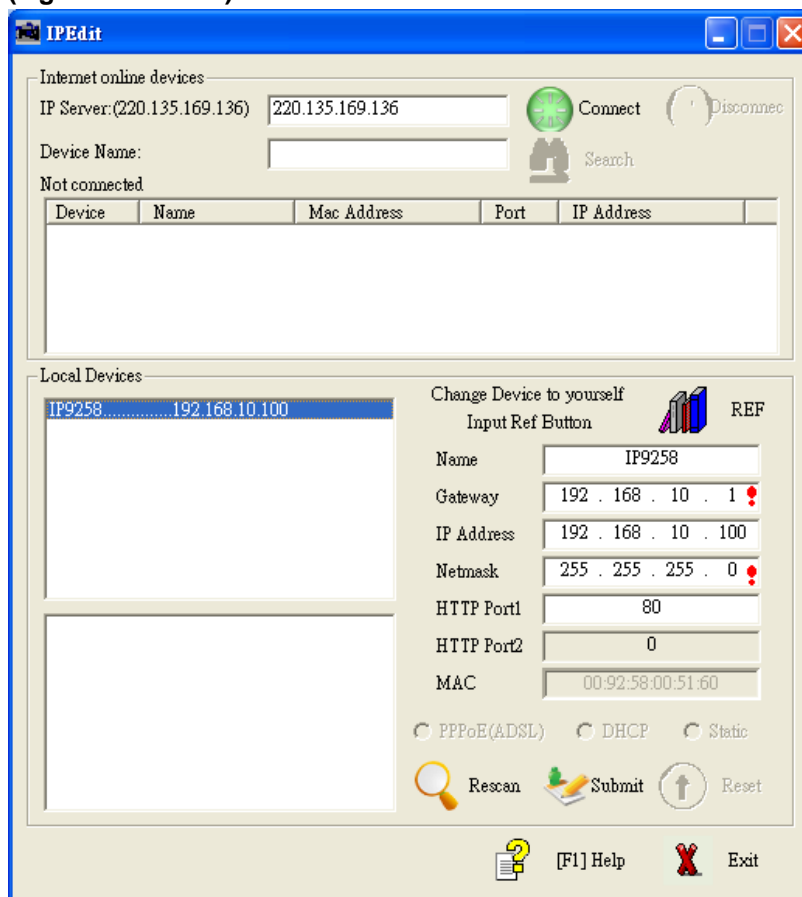 IPEdit
Internet online devices
IP Server:(220.135.169.136) 220.135.169.136 Connect Disconnec
Device Name: Search
Not connected
Device Name Mac Address Port IP Address
Local Devices
IP9258..............192.168.10.100
Change Device to yourself
Input Ref Button
REF
Name IP9258
Gateway 192 . 168 . 10 . 1
IP Address 192 . 168 . 10 . 100
Netmask 255 . 255 . 255 . 0
HTTP Port1 80
HTTP Port2 0
MAC 00:92:58:00:51:60
PPPoE(ADSL) DHCP Static
Rescan Submit Reset
[F1] Help Exit